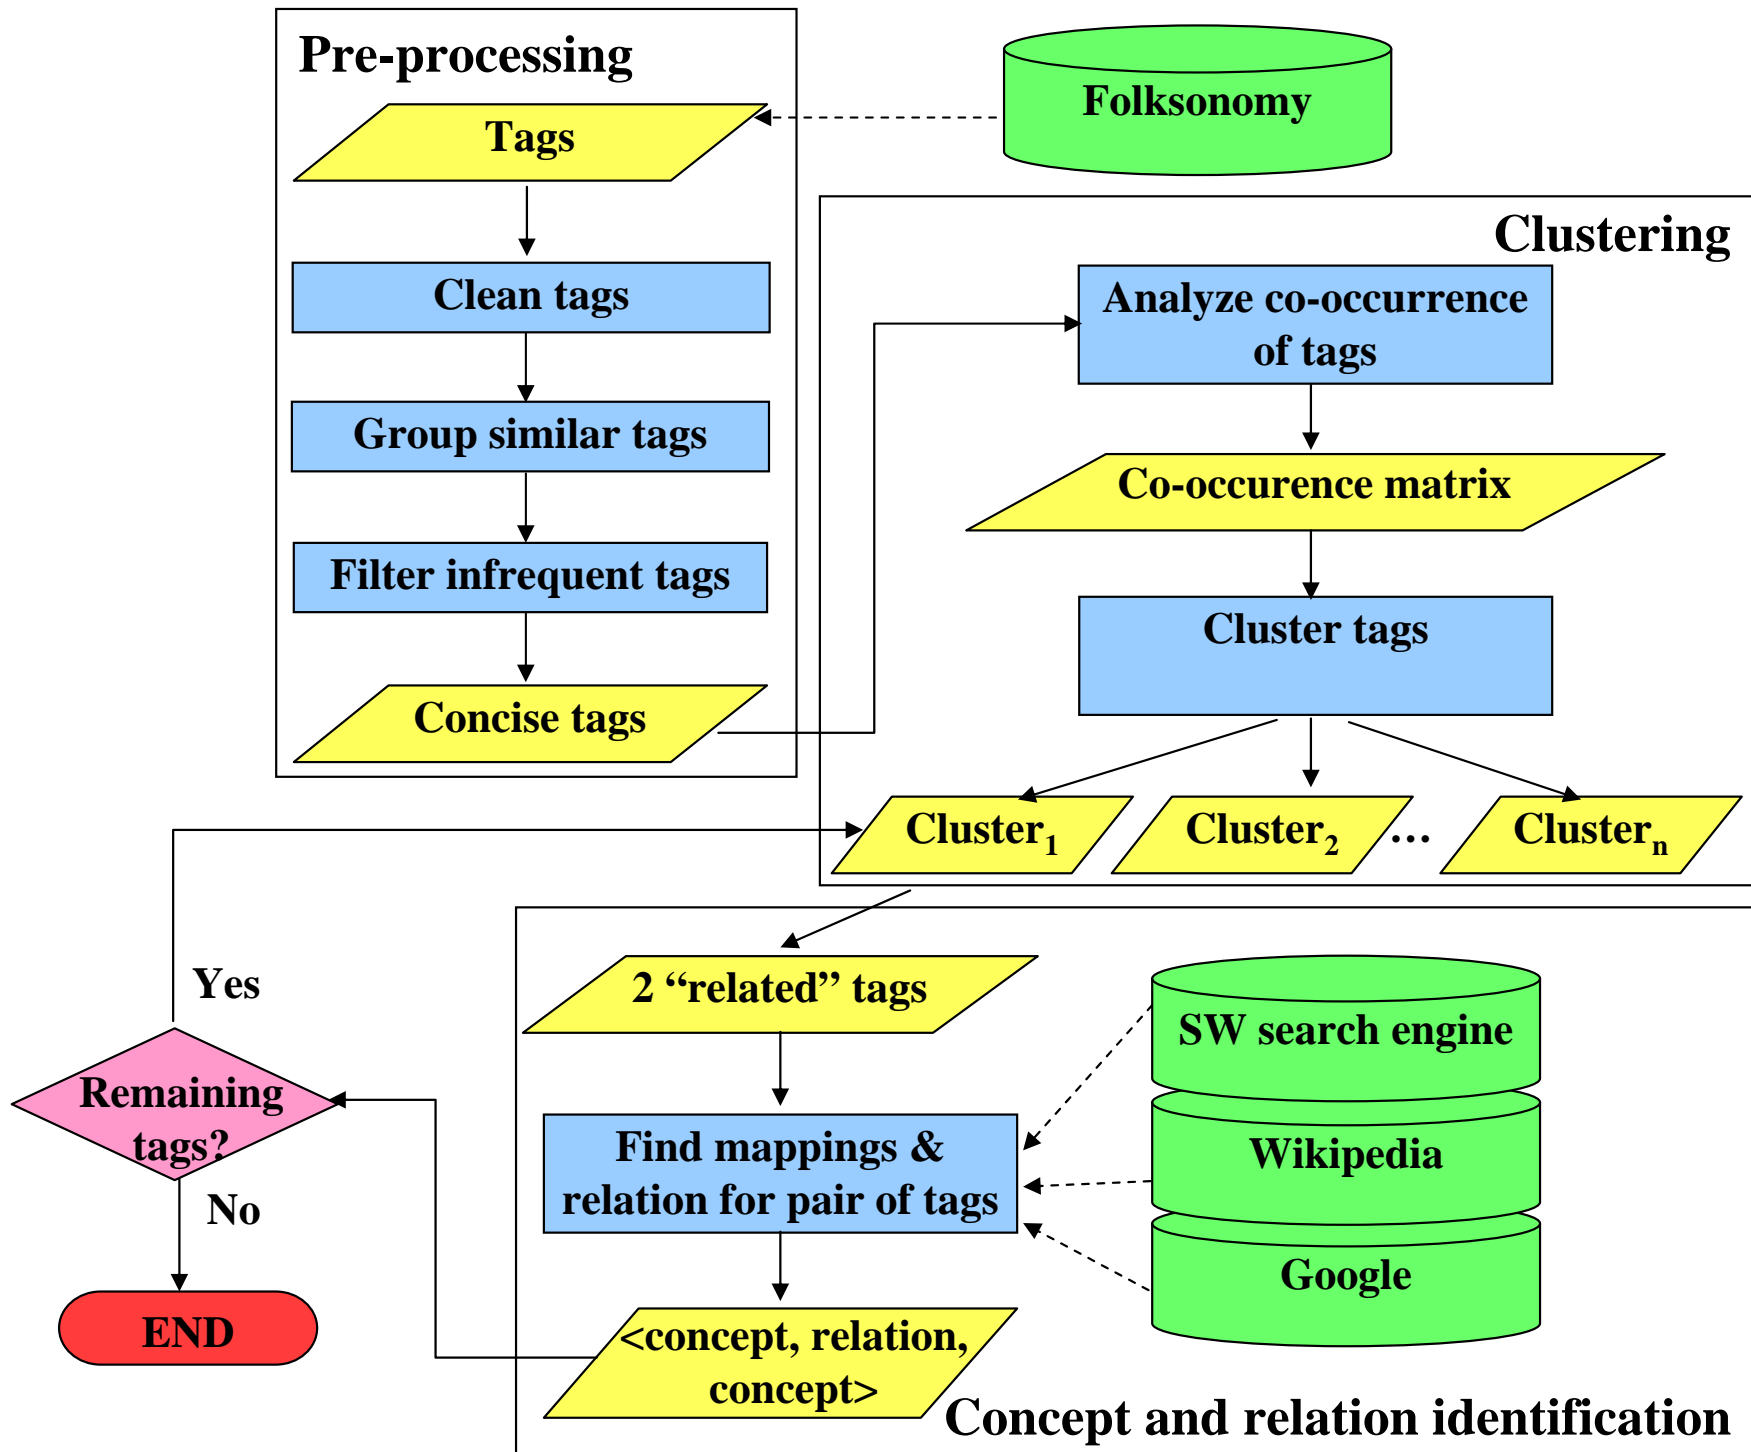 Pre-processing
Tags
Clean tags
Group similar tags
Filter infrequent tags
Concise tags
Folksonomy
Clustering
Analyze co-occurrence
of tags
Co-occurence matrix
Cluster tags
Cluster1
Cluster2
...
Clustern
2 “related” tags
Find mappings &
relation for pair of tags
<concept, relation,
concept>
SW search engine
Wikipedia
Google
Concept and relation identification
Yes
Remaining
tags?
No
END